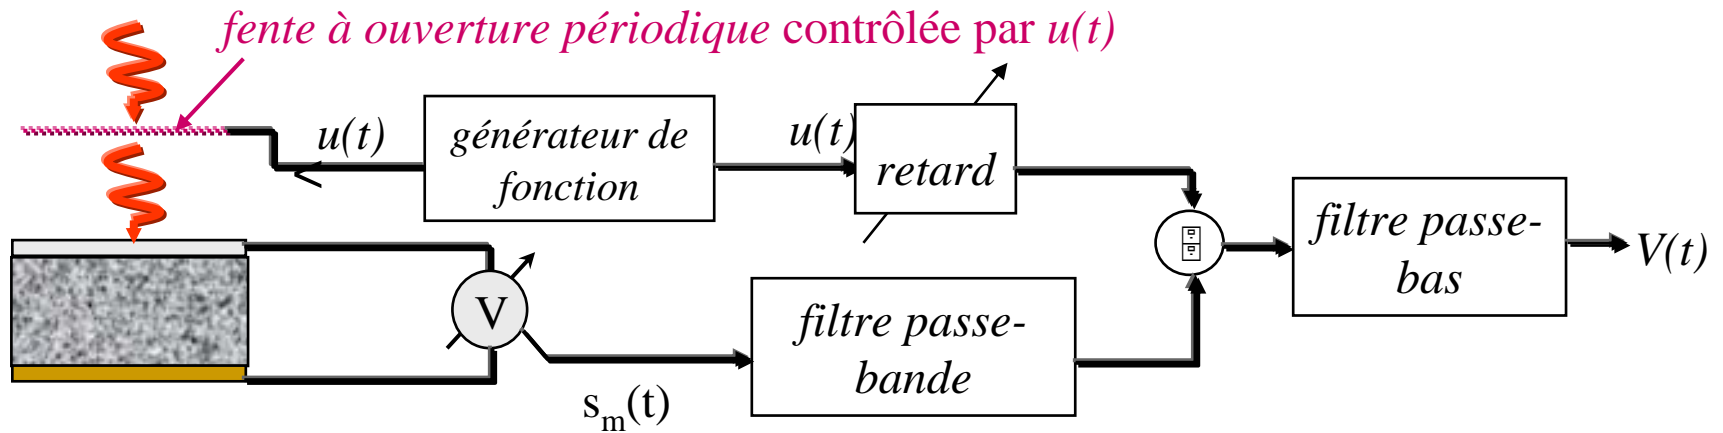 fente à ouverture périodique contrôlée par u(t)
u(t)
générateur de
fonction
u(t)
retard
filtre passe-
bas
V(t)
V
filtre passe-
bande
s_m(t)